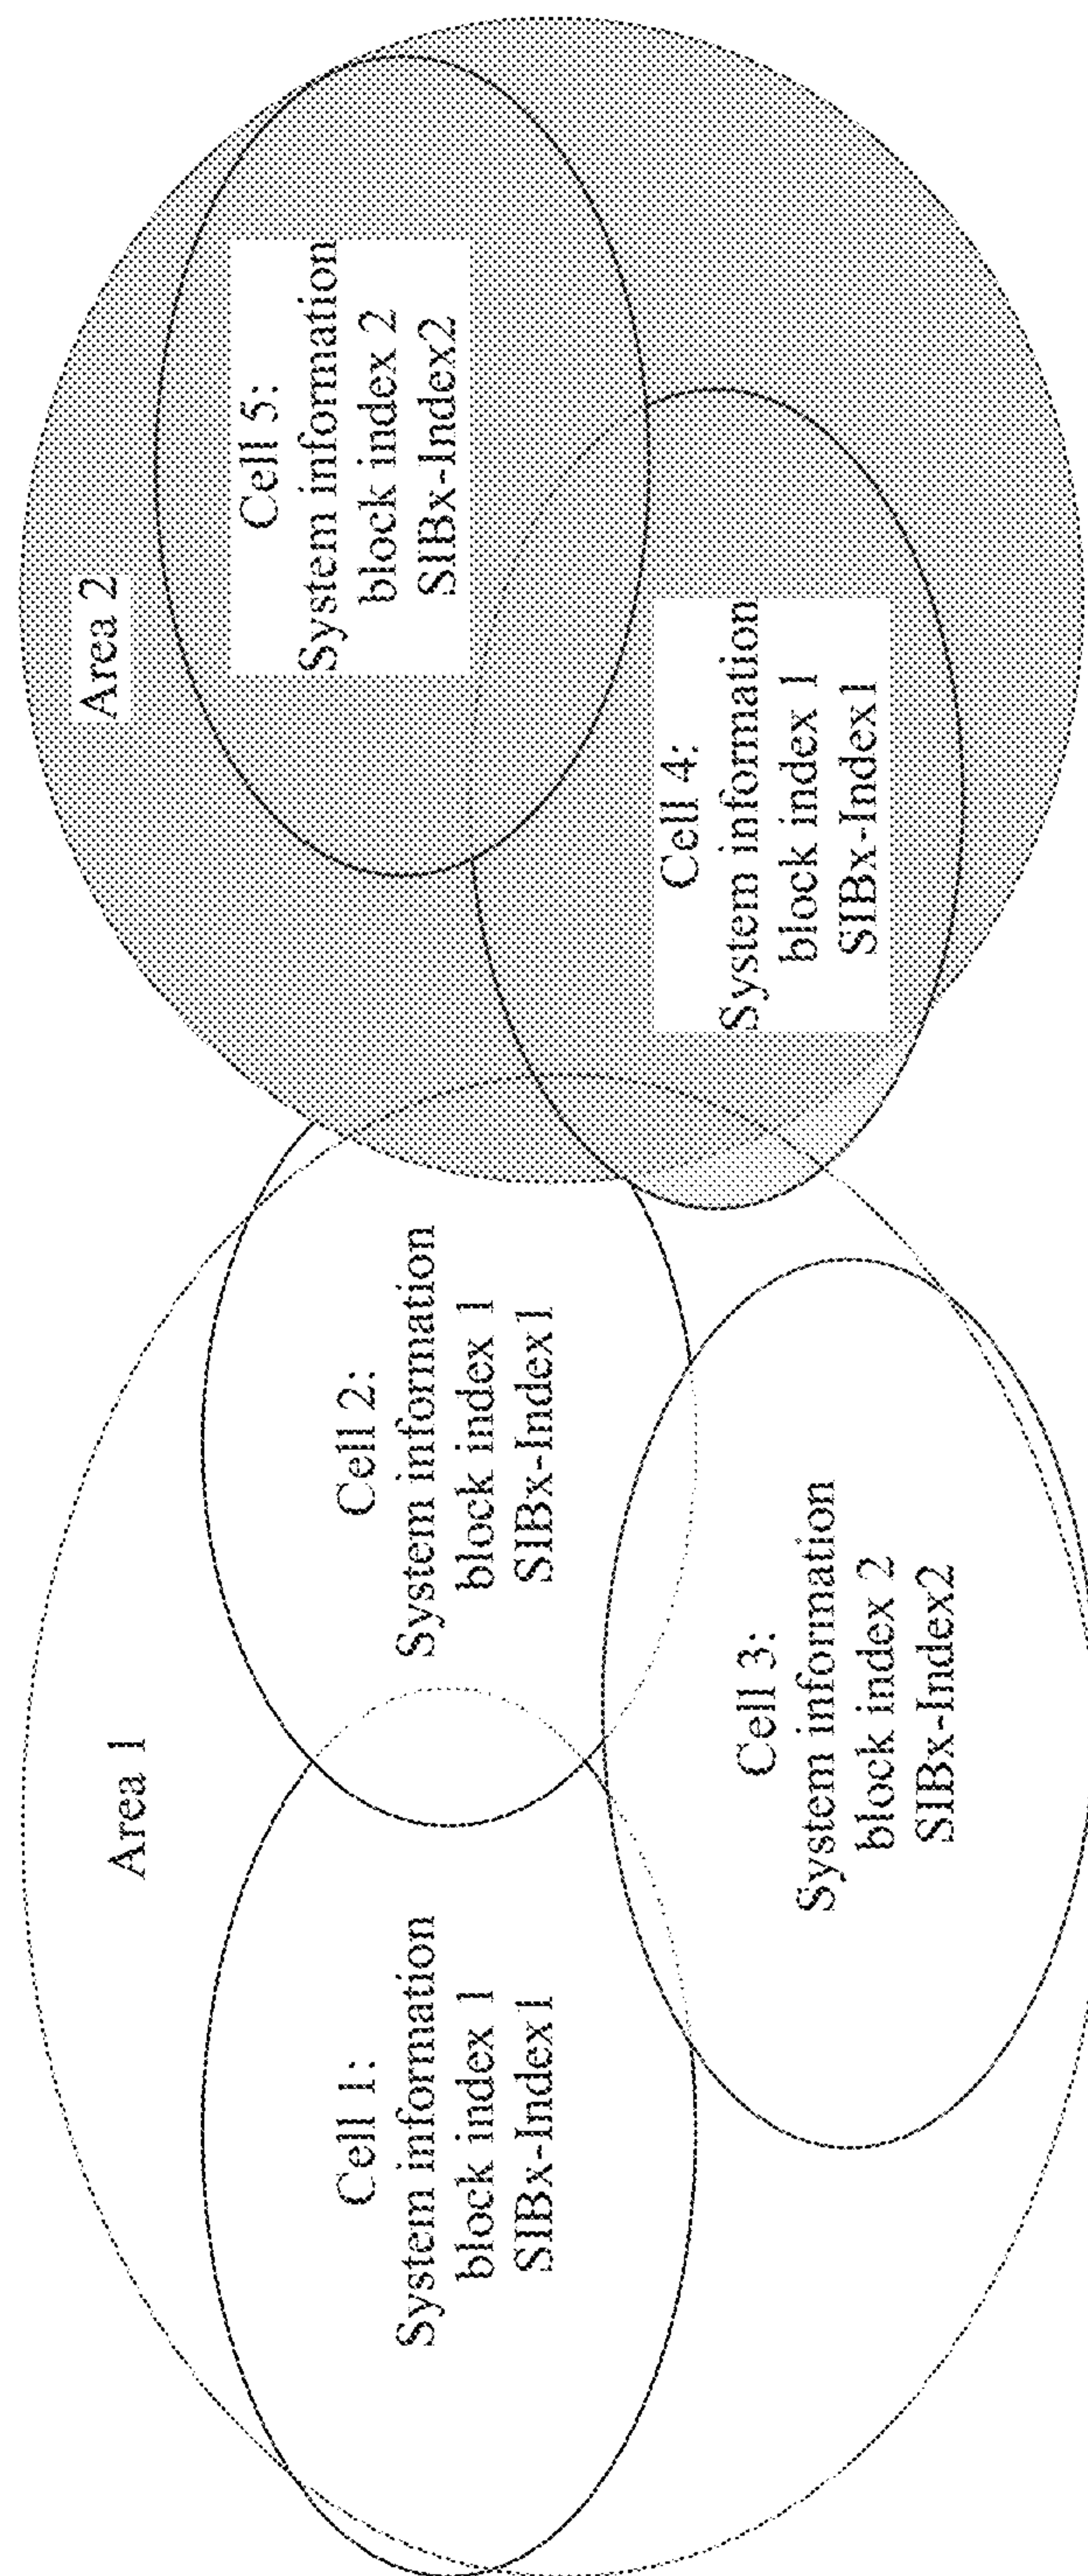 Area 1
Cell 1:
System information
block index 1
SIBx-Index1
Cell 2:
System information
block index 1
SIBx-Index1
Cell 3:
System information
block index 2
SIBx-Index2
Area 2
Cell 5:
System information
block index 2
SIBx-Index2
Cell 4:
System information
block index 1
SIBx-Index1